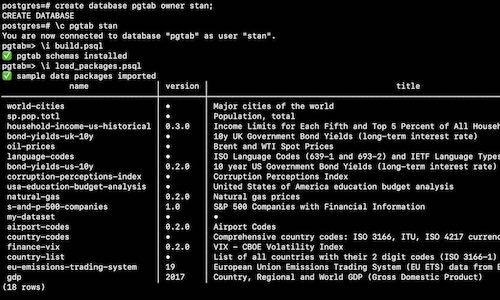 postgres=# create database pgtab owner stan;
CREATE DATABASE
postgres=# \c pgtab stan
You are now connected to database "pgtab" as user "stan".
pgtab=> \i build.psql
✅ pgtab schemas installed
pgtab=> \i load_packages.psql
✅ sample data packages imported
name │ version │ title
world-cities │ • │ Major cities of the world
sp.pop.totl │ • │ Population, total
household-income-us-historical │ 0.3.0 │ Income Limits for Each Fifth and Top 5 Percent of All Househ
bond-yields-uk-10y │ • │ 10y UK Government Bond Yields (long-term interest rate)
oil-prices │ • │ Brent and WTI Spot Prices
language-codes │ • │ ISO Language Codes (639-1 and 693-2) and IETF Language Types
bond-yields-us-10y │ 0.2.0 │ 10 year US Government Bond Yields (long-term interest rate)
corruption-perceptions-index │ • │ Corruption Perceptions Index
usa-education-budget-analysis │ • │ United States of America education budget analysis
natural-gas │ 0.2.0 │ Natural gas prices
s-and-p-500-companies │ 1.0 │ S&P 500 Companies with Financial Information
my-dataset │ • │ •
airport-codes │ 0.2.0 │ Airport Codes
country-codes │ • │ Comprehensive country codes: ISO 3166, ITU, ISO 4217 currenc
finance-vix │ 0.2.0 │ VIX - CBOE Volatility Index
country-list │ • │ List of all countries with their 2 digit codes (ISO 3166-1)
eu-emissions-trading-system │ 19 │ European Union Emissions Trading System (EU ETS) data from E
gdp │ 2017 │ Country, Regional and World GDP (Gross Domestic Product)
(18 rows)